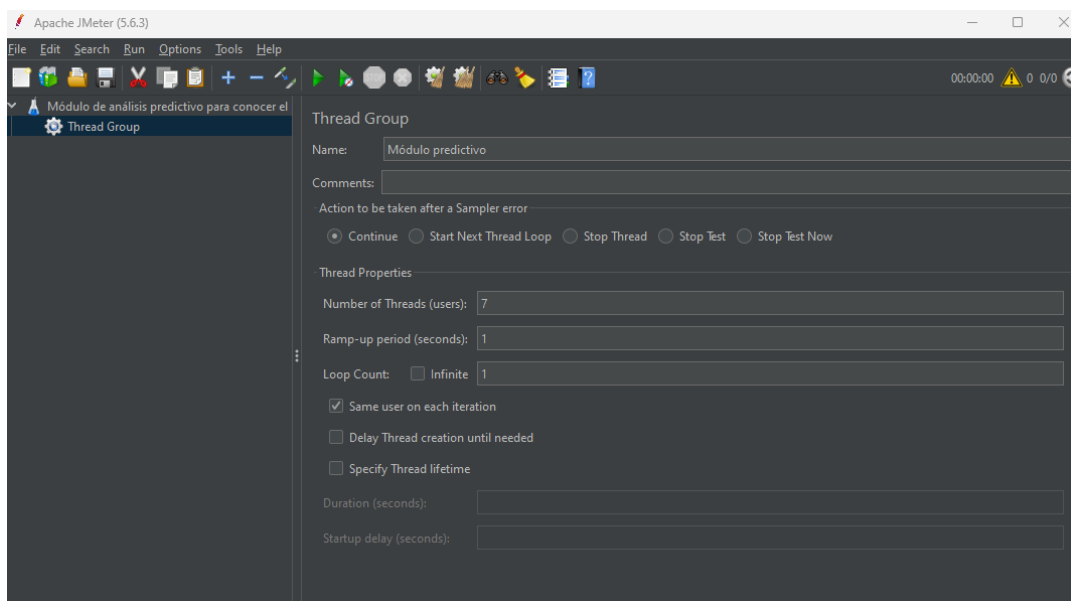 Apache JMeter (5.6.3)
File Edit Search Run Options Tools Help
00:00:00 0 0/0
Módulo de análisis predictivo para conocer el
Thread Group
Thread Group
Name: Módulo predictivo
Comments:
Action to be taken after a Sampler error
Continue Start Next Thread Loop Stop Thread Stop Test Stop Test Now
Thread Properties
Number of Threads (users): 7
Ramp-up period (seconds): 1
Loop Count: Infinite 1
Same user on each iteration
Delay Thread creation until needed
Specify Thread lifetime
Duration (seconds):
Startup delay (seconds):